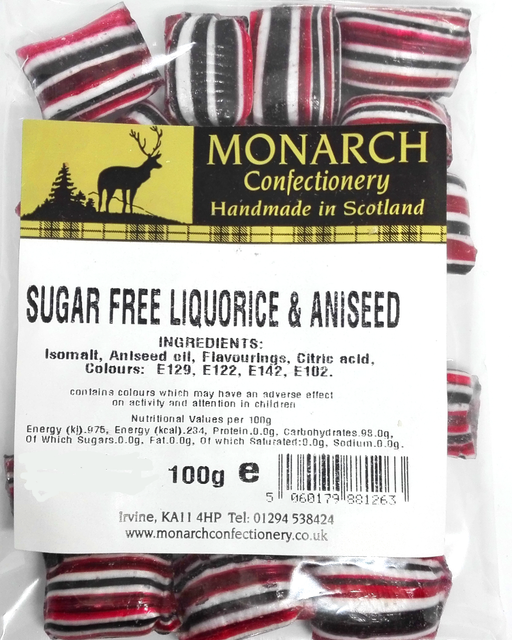 MONARCH
Confectionery
Handmade in Scotland
SUGAR FREE LIQUORICE & ANISEED
INGREDIENTS:
Isomalt, Aniseed oil, Flavourings, Citric acid,
Colours: E129, E122, E142, E102.
contains colours which may have an adverse effect
on activity and attention in children
Nutritional Values per 100g
Energy (kj).975, Energy (kcal).234, Protein.0.0g, Carbohydrates.98.0g,
Of Which Sugars.0.0g, Fat.0.0g, Of which Saturated:0.0g, Sodium.0.0g.
100g e
5 060179 881263
Irvine, KA11 4HP Tel: 01294 538424
www.monarchconfectionery.co.uk